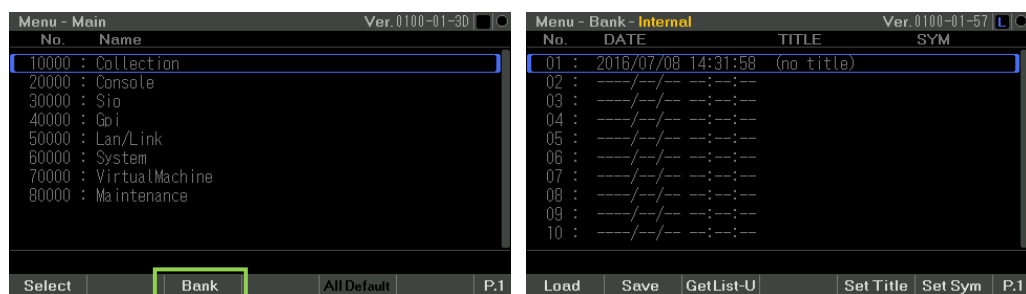 Menu - Main Ver. 0100-01-3D
No. Name
10000 : Collection
20000 : Console
30000 : Sio
40000 : Gpi
50000 : Lan/Link
60000 : System
70000 : VirtualMachine
80000 : Maintenance
Select Bank All Default P.1
Menu - Bank - Internal Ver. 0100-01-57 L
No. DATE TITLE SYM
01 : 2016/07/08 14:31:58 (no title)
02 : ----/--/-- --:--:--
03 : ----/--/-- --:--:--
04 : ----/--/-- --:--:--
05 : ----/--/-- --:--:--
06 : ----/--/-- --:--:--
07 : ----/--/-- --:--:--
08 : ----/--/-- --:--:--
09 : ----/--/-- --:--:--
10 : ----/--/-- --:--:--
Load Save GetList-U Set Title Set Sym P.1